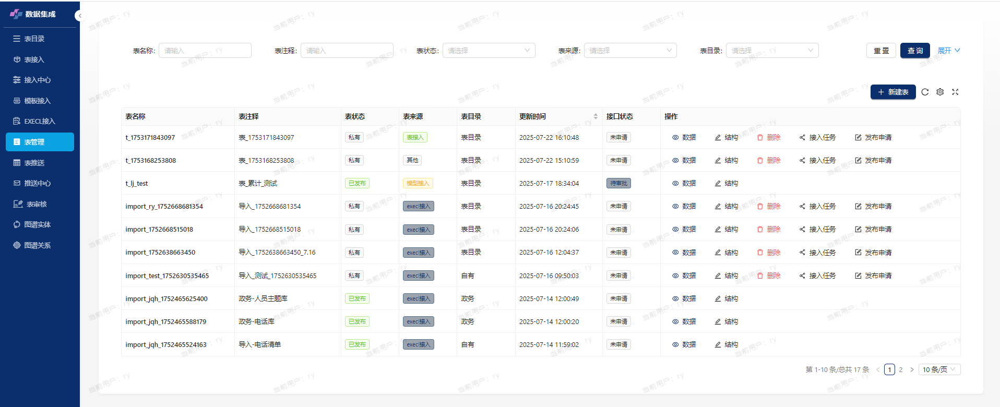 数据集成
表目录
表接入
接入中心
模板接入
EXECL接入
表管理
表推送
推送中心
表审核
图谱实体
图谱关系
表名称: 请输入 表注释: 请输入 表状态: 请选择 表来源: 请选择 表目录: 请选择 重置 查询 展开
新建表
表名称 表注释 表状态 表来源 表目录 更新时间 接口状态 操作
t_1753171843097 表_1753171843097 私有 表接入 表目录 2025-07-22 16:10:48 未申请 数据 结构 删除 接入任务 发布申请
t_1753168253808 表_1753168253808 私有 其他 表目录 2025-07-22 15:10:59 未申请 数据 结构 删除 接入任务 发布申请
t_lj_test 表_累计_测试 已发布 模型接入 表目录 2025-07-17 18:34:04 待审批 数据 结构
import_ry_1752668681354 导入_1752668681354 私有 execl接入 表目录 2025-07-16 20:24:45 未申请 数据 结构 删除 接入任务 发布申请
import_1752668515018 导入_1752668515018 私有 execl接入 表目录 2025-07-16 20:24:06 未申请 数据 结构 删除 接入任务 发布申请
import_1752638663450 导入_1752638663450_7.16 私有 execl接入 表目录 2025-07-16 12:04:37 未申请 数据 结构 删除 接入任务 发布申请
import_test_1752630535465 导入_测试_1752630535465 私有 execl接入 自有 2025-07-16 09:50:03 未申请 数据 结构 删除 接入任务 发布申请
import_jqh_1752465625400 政务-人员主题库 已发布 execl接入 政务 2025-07-14 12:00:49 未申请 数据 结构
import_jqh_1752465588179 政务-电话库 已发布 execl接入 政务 2025-07-14 12:00:20 未申请 数据 结构
import_jqh_1752465524163 导入-电话清单 已发布 execl接入 自有 2025-07-14 11:59:02 未申请 数据 结构
第 1-10 条/总共 17 条 1 2 10 条/页
当前用户：ry